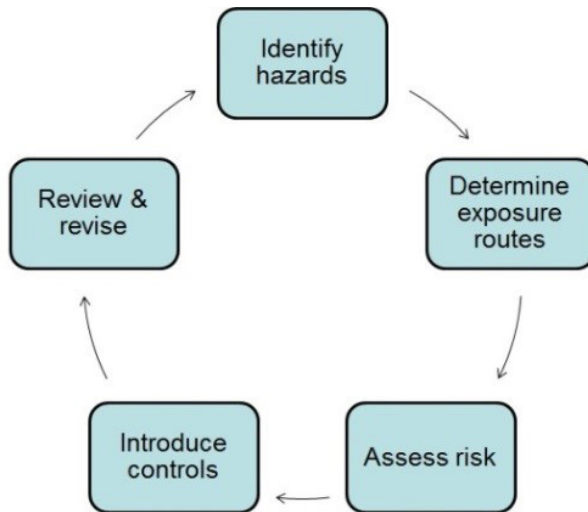 Identify
hazards
Determine
exposure
routes
Assess risk
Introduce
controls
Review &
revise